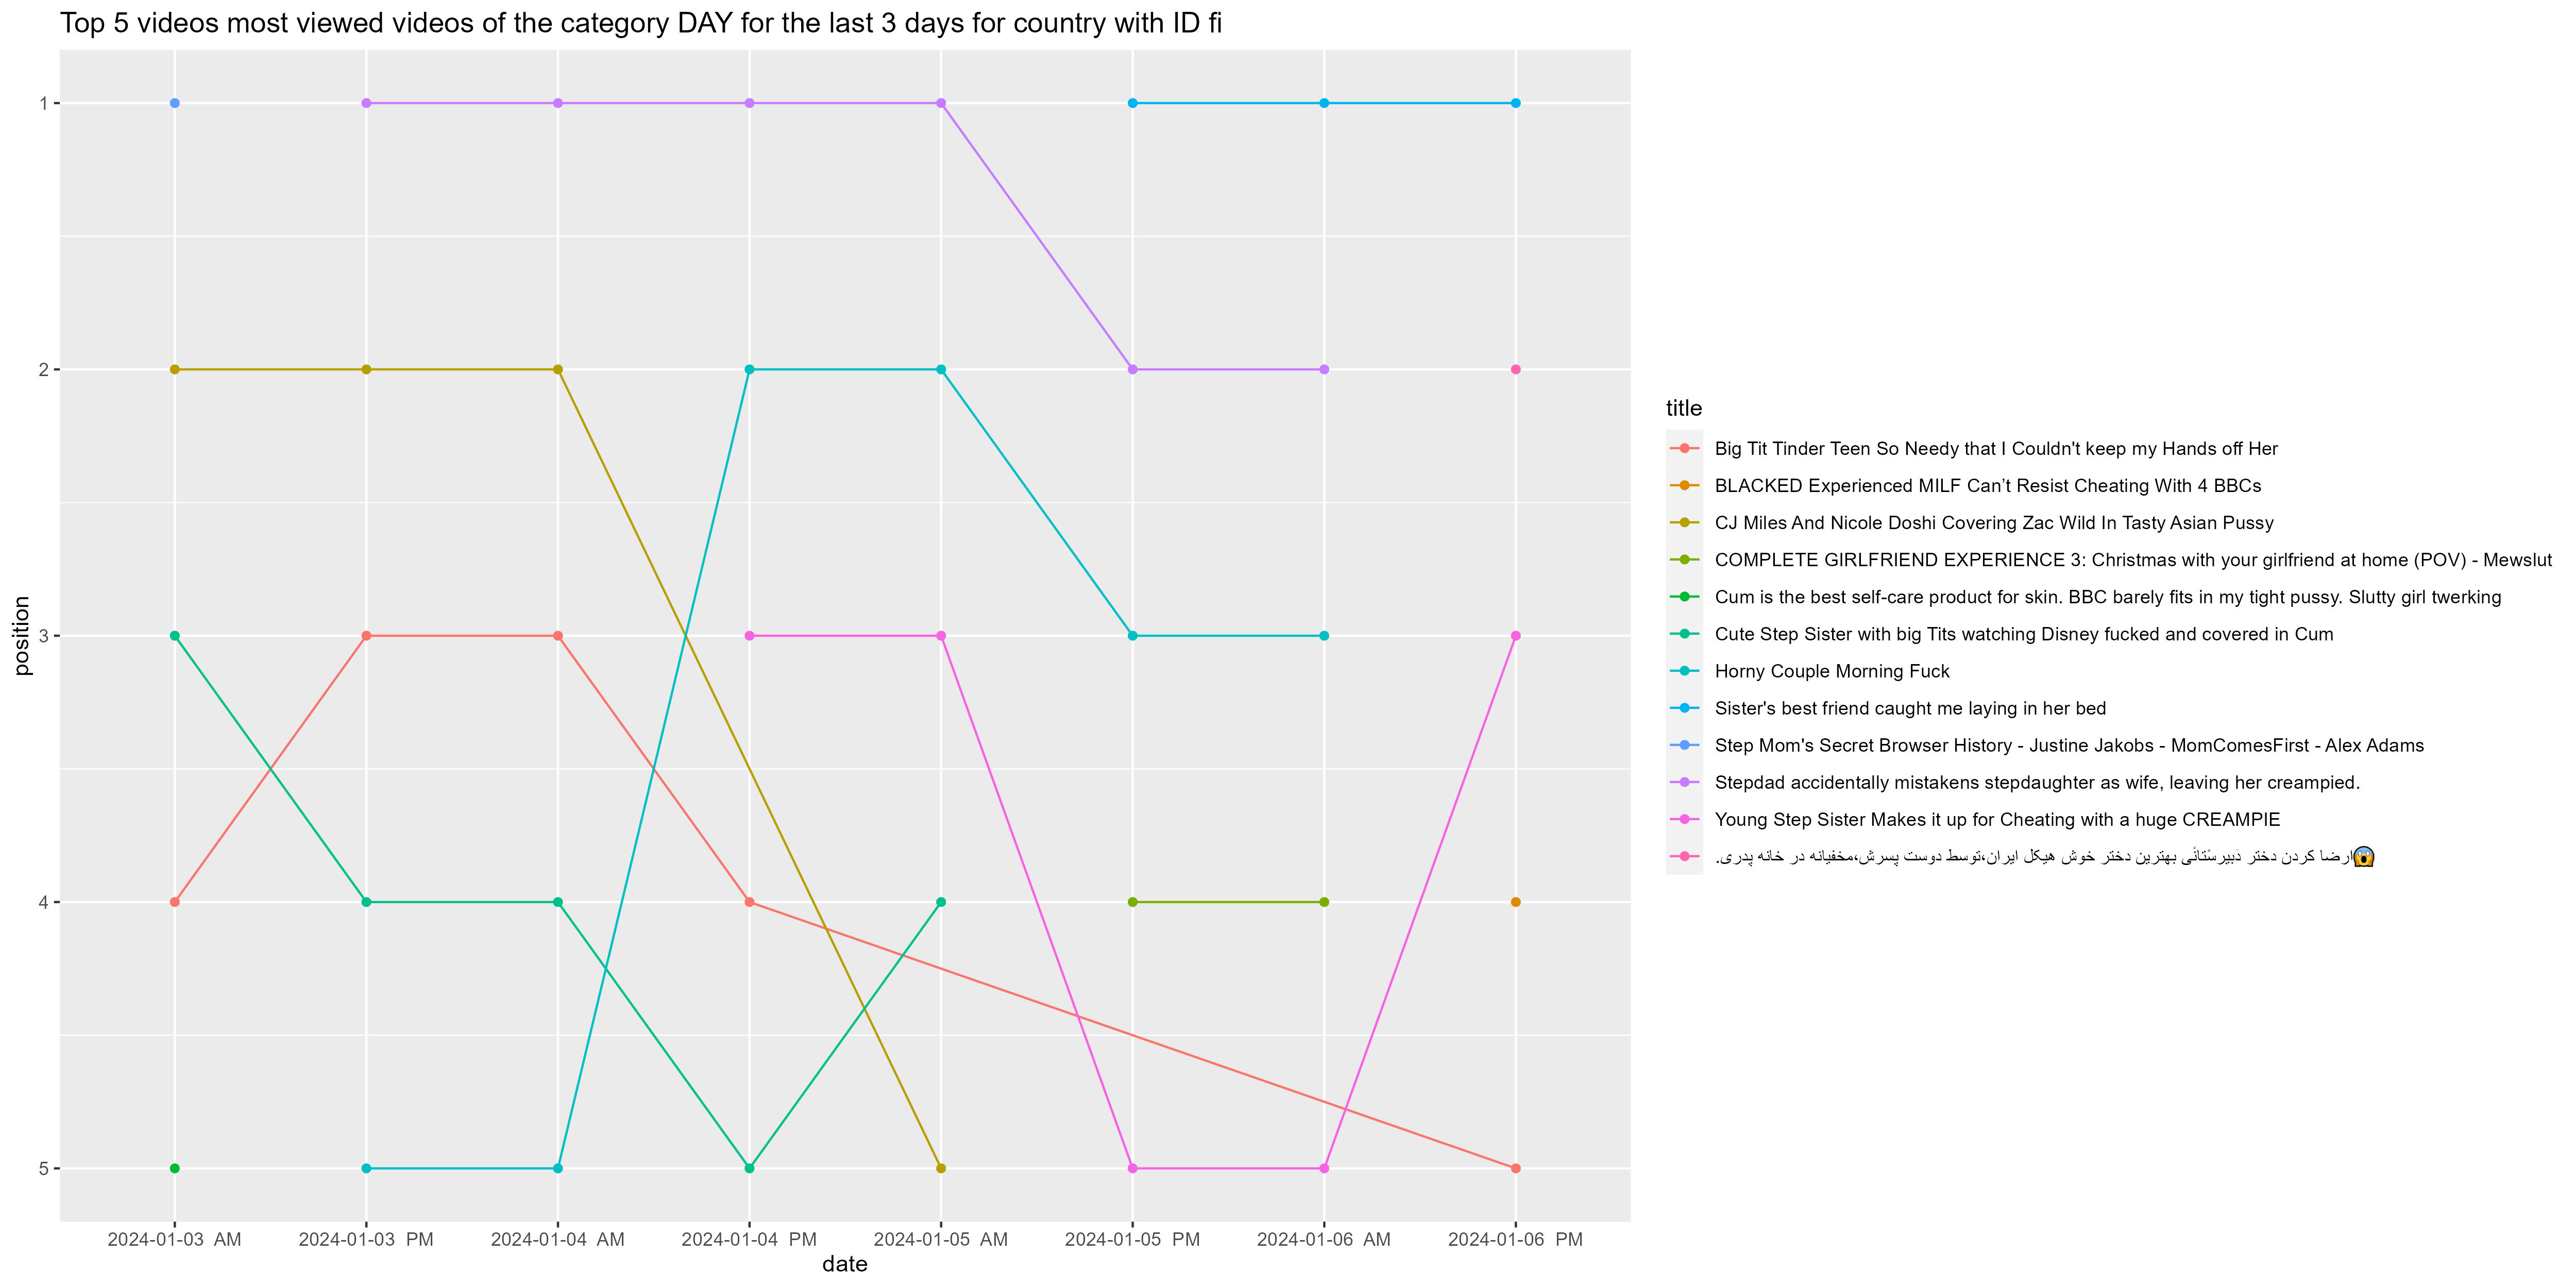 Top 5 videos most viewed videos of the category DAY for the last 3 days for country with ID fi
position
1
2
3
4
5
2024-01-03 AM
2024-01-03 PM
2024-01-04 AM
2024-01-04 PM
2024-01-05 AM
2024-01-05 PM
2024-01-06 AM
2024-01-06 PM
date
title
Big Tit Tinder Teen So Needy that I Couldn't keep my Hands off Her
BLACKED Experienced MILF Can’t Resist Cheating With 4 BBCs
CJ Miles And Nicole Doshi Covering Zac Wild In Tasty Asian Pussy
COMPLETE GIRLFRIEND EXPERIENCE 3: Christmas with your girlfriend at home (POV) - Mewslut
Cum is the best self-care product for skin. BBC barely fits in my tight pussy. Slutty girl twerking
Cute Step Sister with big Tits watching Disney fucked and covered in Cum
Horny Couple Morning Fuck
Sister's best friend caught me laying in her bed
Step Mom's Secret Browser History - Justine Jakobs - MomComesFirst - Alex Adams
Stepdad accidentally mistakens stepdaughter as wife, leaving her creampied.
Young Step Sister Makes it up for Cheating with a huge CREAMPIE
😱ارضا کردن دختر دَبیرستٰانًی بهترین دختر خوش هیکل ایران،توسط دوست پسرش،مخفیانه در خانه پدری.